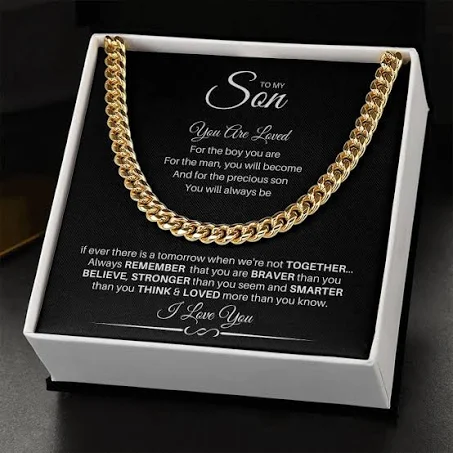 TO MY
Son
You Are Loved
For the boy you are
For the man, you will become
And for the precious son
You will always be
if ever there is a tomorrow when we're not TOGETHER...
Always REMEMBER that you are BRAVER than you
BELIEVE, STRONGER than you seem and SMARTER
than you THINK & LOVED more than you know.
I Love You